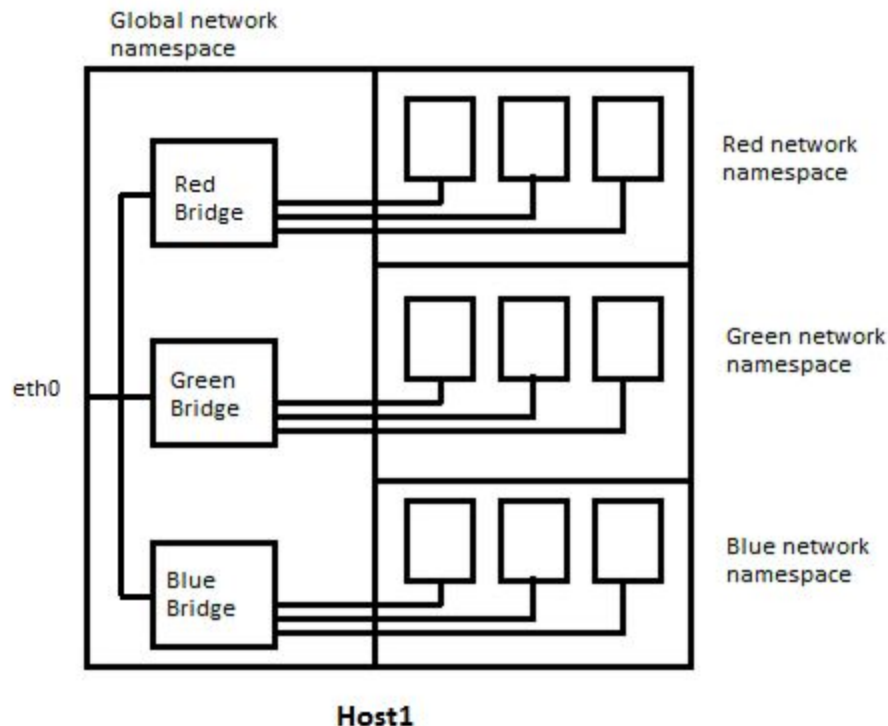 Global network
namespace
Red
Bridge
Red network
namespace
Green
Bridge
Green network
namespace
eth0
Blue
Bridge
Blue network
namespace
Host1